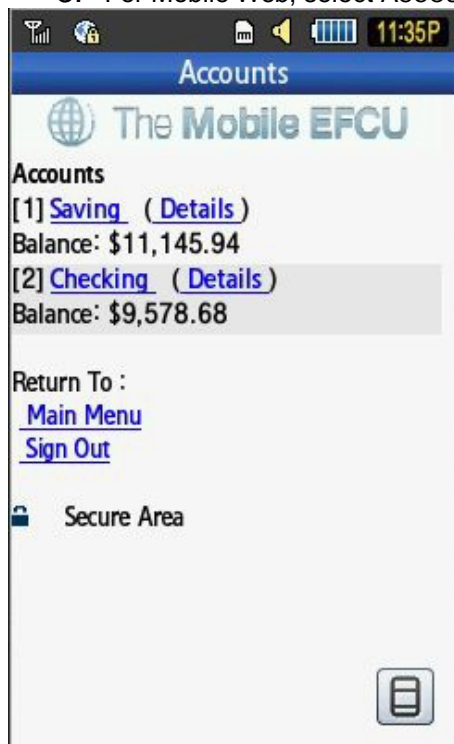 11:35P
Accounts
The Mobile EFCU
Accounts
[1] Saving (Details)
Balance: $11,145.94
[2] Checking (Details)
Balance: $9,578.68
Return To :
Main Menu
Sign Out
Secure Area